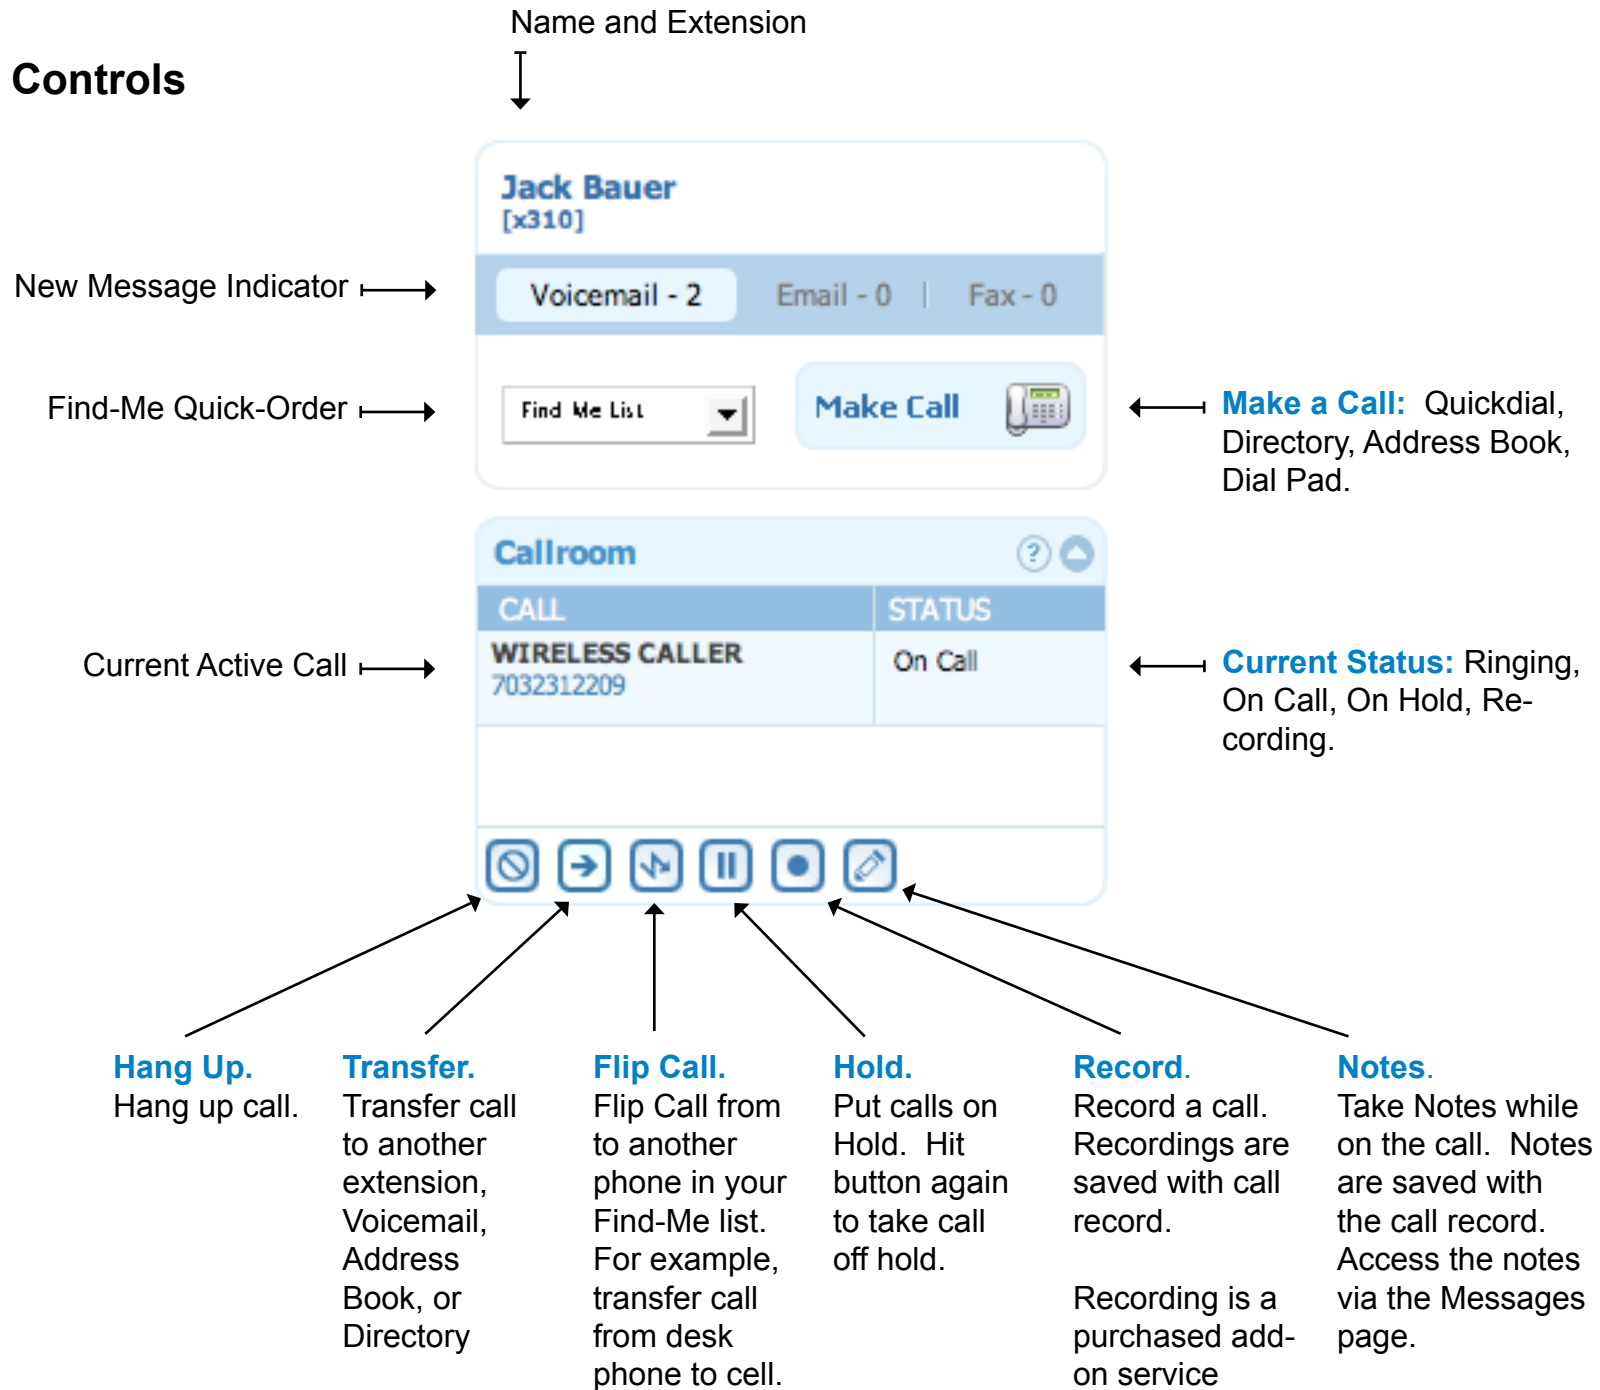 Name and Extension
Controls
Jack Bauer
[x310]
New Message Indicator
Voicemail - 2 Email - 0 | Fax - 0
Find-Me Quick-Order
Find Me List
Make Call
Make a Call: Quickdial,
Directory, Address Book,
Dial Pad.
Callroom
?
CALL STATUS
Current Active Call
WIRELESS CALLER
7032312209
On Call
Current Status: Ringing,
On Call, On Hold, Re-
cording.
Hang Up.
Hang up call.
Transfer.
Transfer call
to another
extension,
Voicemail,
Address
Book, or
Directory
Flip Call.
Flip Call from
to another
phone in your
Find-Me list.
For example,
transfer call
from desk
phone to cell.
Hold.
Put calls on
Hold. Hit
button again
to take call
off hold.
Record.
Record a call.
Recordings are
saved with call
record.
Recording is a
purchased add-
on service
Notes.
Take Notes while
on the call. Notes
are saved with
the call record.
Access the notes
via the Messages
page.